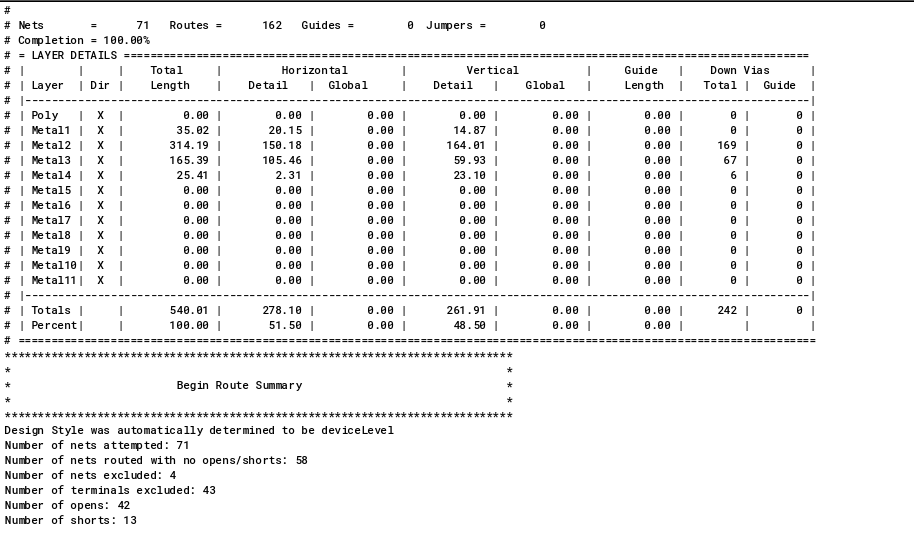 #
# Nets       =      71   Routes =      162   Guides =        0  Jumpers =        0
# Completion = 100.00%
# = LAYER DETAILS =======================================================================================================
# |        |     |    Total     |         Horizontal        |         Vertical          |    Guide   |    Down Vias      |
# | Layer  | Dir |    Length    |    Detail   |  Global     |    Detail   |    Global   |    Length  |   Total |  Guide  |
# |----------------------------------------------------------------------------------------------------------------------|
# | Poly   |  X  |         0.00 |        0.00 |        0.00 |        0.00 |        0.00 |       0.00 |       0 |       0 |
# | Metal1 |  X  |        35.02 |       20.15 |        0.00 |       14.87 |        0.00 |       0.00 |       0 |       0 |
# | Metal2 |  X  |       314.19 |      150.18 |        0.00 |      164.01 |        0.00 |       0.00 |     169 |       0 |
# | Metal3 |  X  |       165.39 |      105.46 |        0.00 |       59.93 |        0.00 |       0.00 |      67 |       0 |
# | Metal4 |  X  |        25.41 |        2.31 |        0.00 |       23.10 |        0.00 |       0.00 |       6 |       0 |
# | Metal5 |  X  |         0.00 |        0.00 |        0.00 |        0.00 |        0.00 |       0.00 |       0 |       0 |
# | Metal6 |  X  |         0.00 |        0.00 |        0.00 |        0.00 |        0.00 |       0.00 |       0 |       0 |
# | Metal7 |  X  |         0.00 |        0.00 |        0.00 |        0.00 |        0.00 |       0.00 |       0 |       0 |
# | Metal8 |  X  |         0.00 |        0.00 |        0.00 |        0.00 |        0.00 |       0.00 |       0 |       0 |
# | Metal9 |  X  |         0.00 |        0.00 |        0.00 |        0.00 |        0.00 |       0.00 |       0 |       0 |
# | Metal10|  X  |         0.00 |        0.00 |        0.00 |        0.00 |        0.00 |       0.00 |       0 |       0 |
# | Metal11|  X  |         0.00 |        0.00 |        0.00 |        0.00 |        0.00 |       0.00 |       0 |       0 |
# |----------------------------------------------------------------------------------------------------------------------|
# | Totals |     |       540.01 |      278.10 |        0.00 |      261.91 |        0.00 |       0.00 |     242 |       0 |
# | Percent|     |       100.00 |       51.50 |        0.00 |       48.50 |        0.00 |       0.00 |         |         |
# =======================================================================================================================
******************************************************************************
*                                                                            *
*                         Begin Route Summary                                *
*                                                                            *
******************************************************************************
Design Style was automatically determined to be deviceLevel
Number of nets attempted: 71
Number of nets routed with no opens/shorts: 58
Number of nets excluded: 4
Number of terminals excluded: 43
Number of opens: 42
Number of shorts: 13